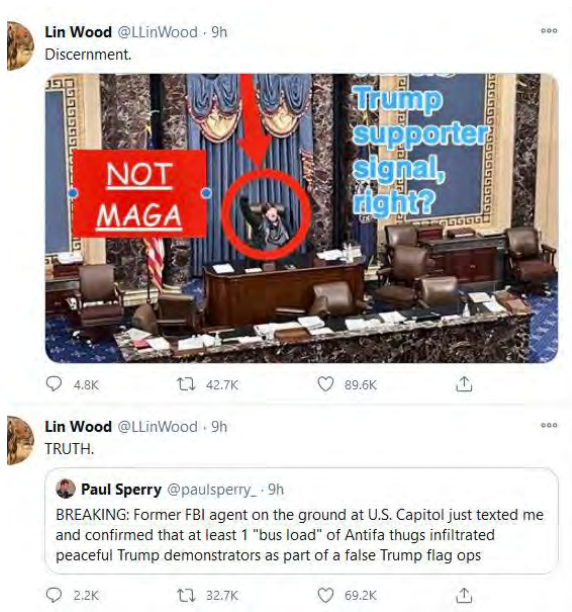 Lin Wood @LLinWood · 9h
Discernment.
Trump
supporter
signal,
right?
NOT
MAGA
4.8K 42.7K 89.6K
Lin Wood @LLinWood · 9h
TRUTH.
Paul Sperry @paulsperry_ · 9h
BREAKING: Former FBI agent on the ground at U.S. Capitol just texted me
and confirmed that at least 1 "bus load" of Antifa thugs infiltrated
peaceful Trump demonstrators as part of a false Trump flag ops
2.2K 32.7K 69.2K